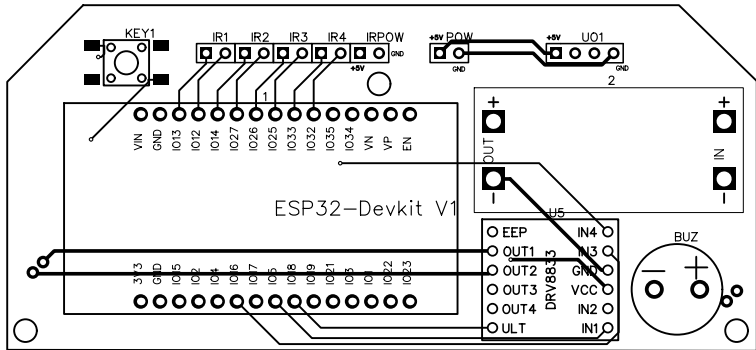 KEY1
IR1 IR2 IR3 IR4 IRPOW POW UO1
+5V +5V
+5V GND GND GND
1 2
VIN GND IO13 IO12 IO14 IO27 IO26 IO25 IO33 IO32 IO35 IO34 VN VP EN
OUT IN
+ +
- -
ESP32-Devkit V1
U5
EEP IN4
OUT1 IN3
OUT2 GND
OUT3 VCC
OUT4 IN2
ULT IN1
DRV8833
BUZ
- +
3V3 GND IO15 IO2 IO4 IO16 IO17 IO5 IO18 IO19 IO21 IO3 IO1 IO22 IO23